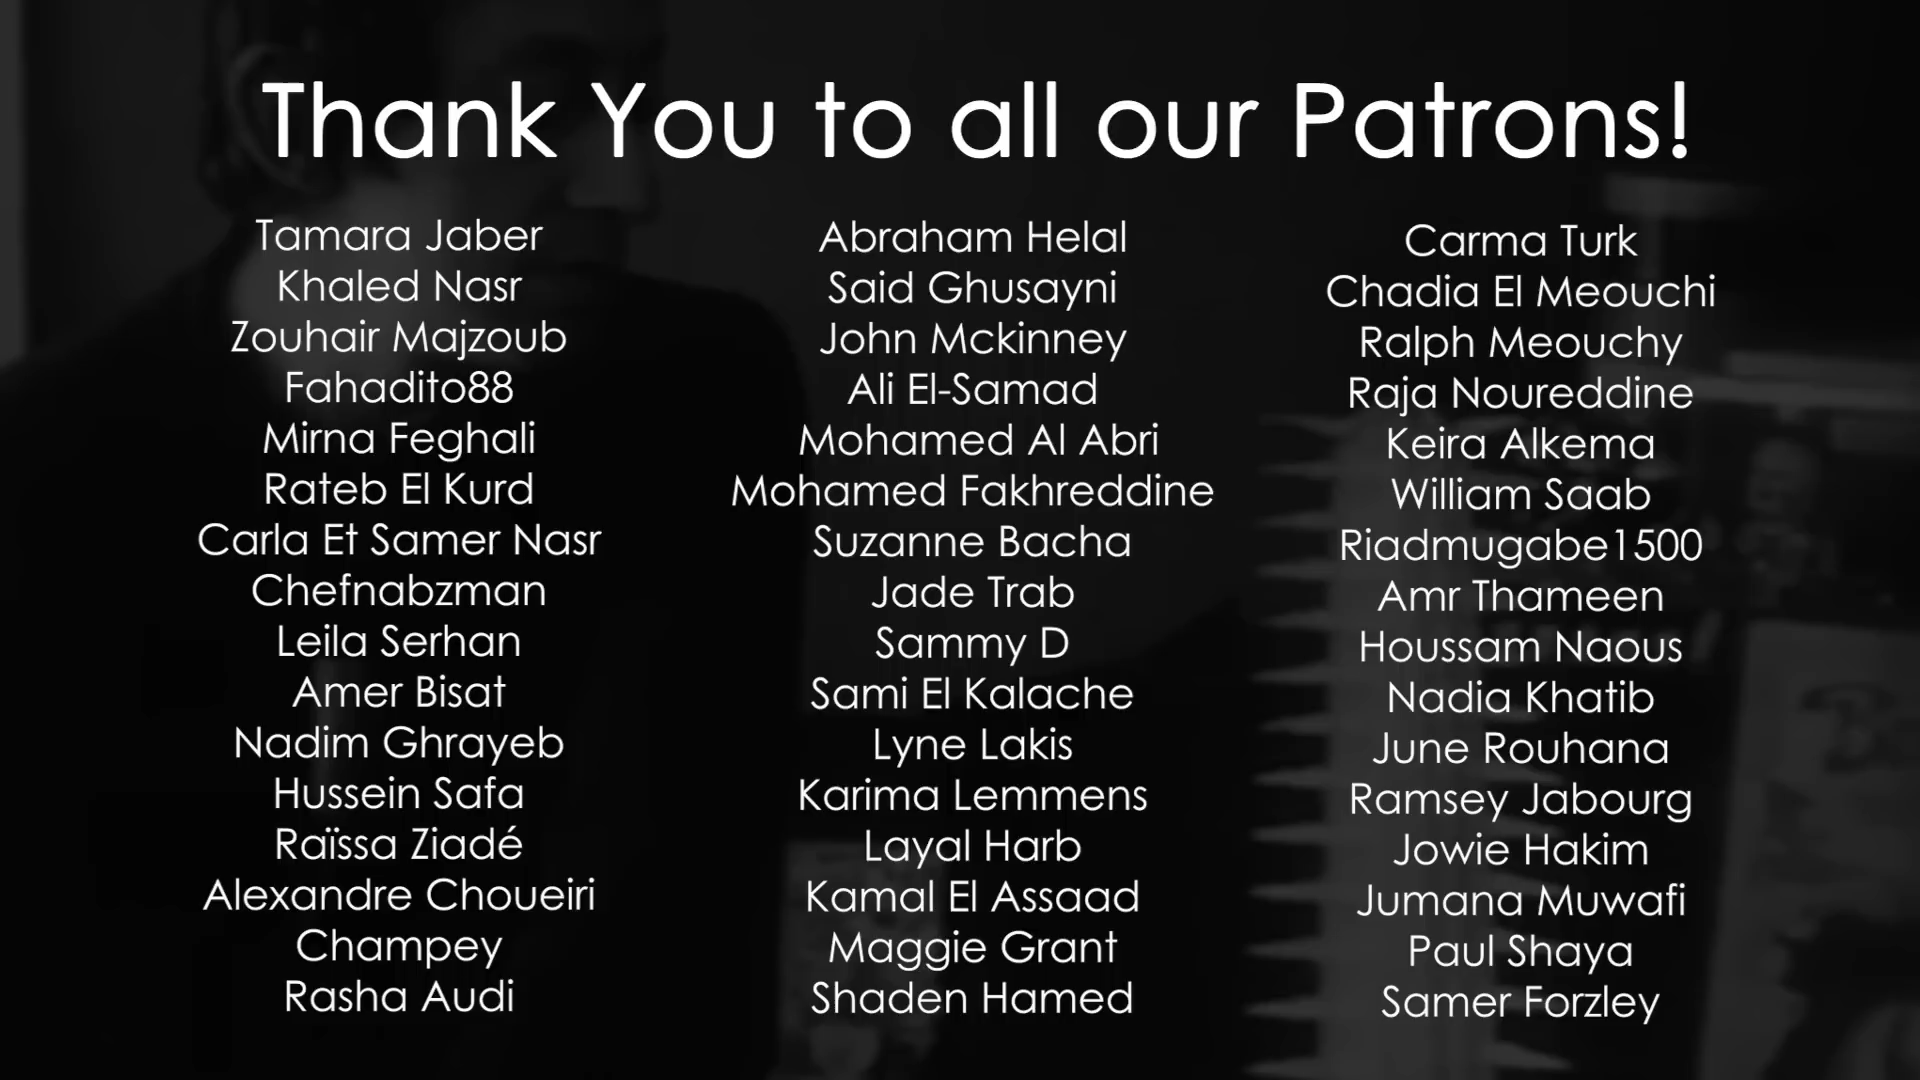 Thank You to all our Patrons!
Tamara Jaber
Khaled Nasr
Zouhair Majzoub
Fahadito88
Mirna Feghali
Rateb El Kurd
Carla Et Samer Nasr
Chefnabzman
Leila Serhan
Amer Bisat
Nadim Ghrayeb
Hussein Safa
Raïssa Ziadé
Alexandre Choueiri
Champey
Rasha Audi
Abraham Helal
Said Ghusayni
John Mckinney
Ali El-Samad
Mohamed Al Abri
Mohamed Fakhreddine
Suzanne Bacha
Jade Trab
Sammy D
Sami El Kalache
Lyne Lakis
Karima Lemmens
Layal Harb
Kamal El Assaad
Maggie Grant
Shaden Hamed
Carma Turk
Chadia El Meouchi
Ralph Meouchy
Raja Noureddine
Keira Alkema
William Saab
Riadmugabe1500
Amr Thameen
Houssam Naous
Nadia Khatib
June Rouhana
Ramsey Jabourg
Jowie Hakim
Jumana Muwafi
Paul Shaya
Samer Forzley